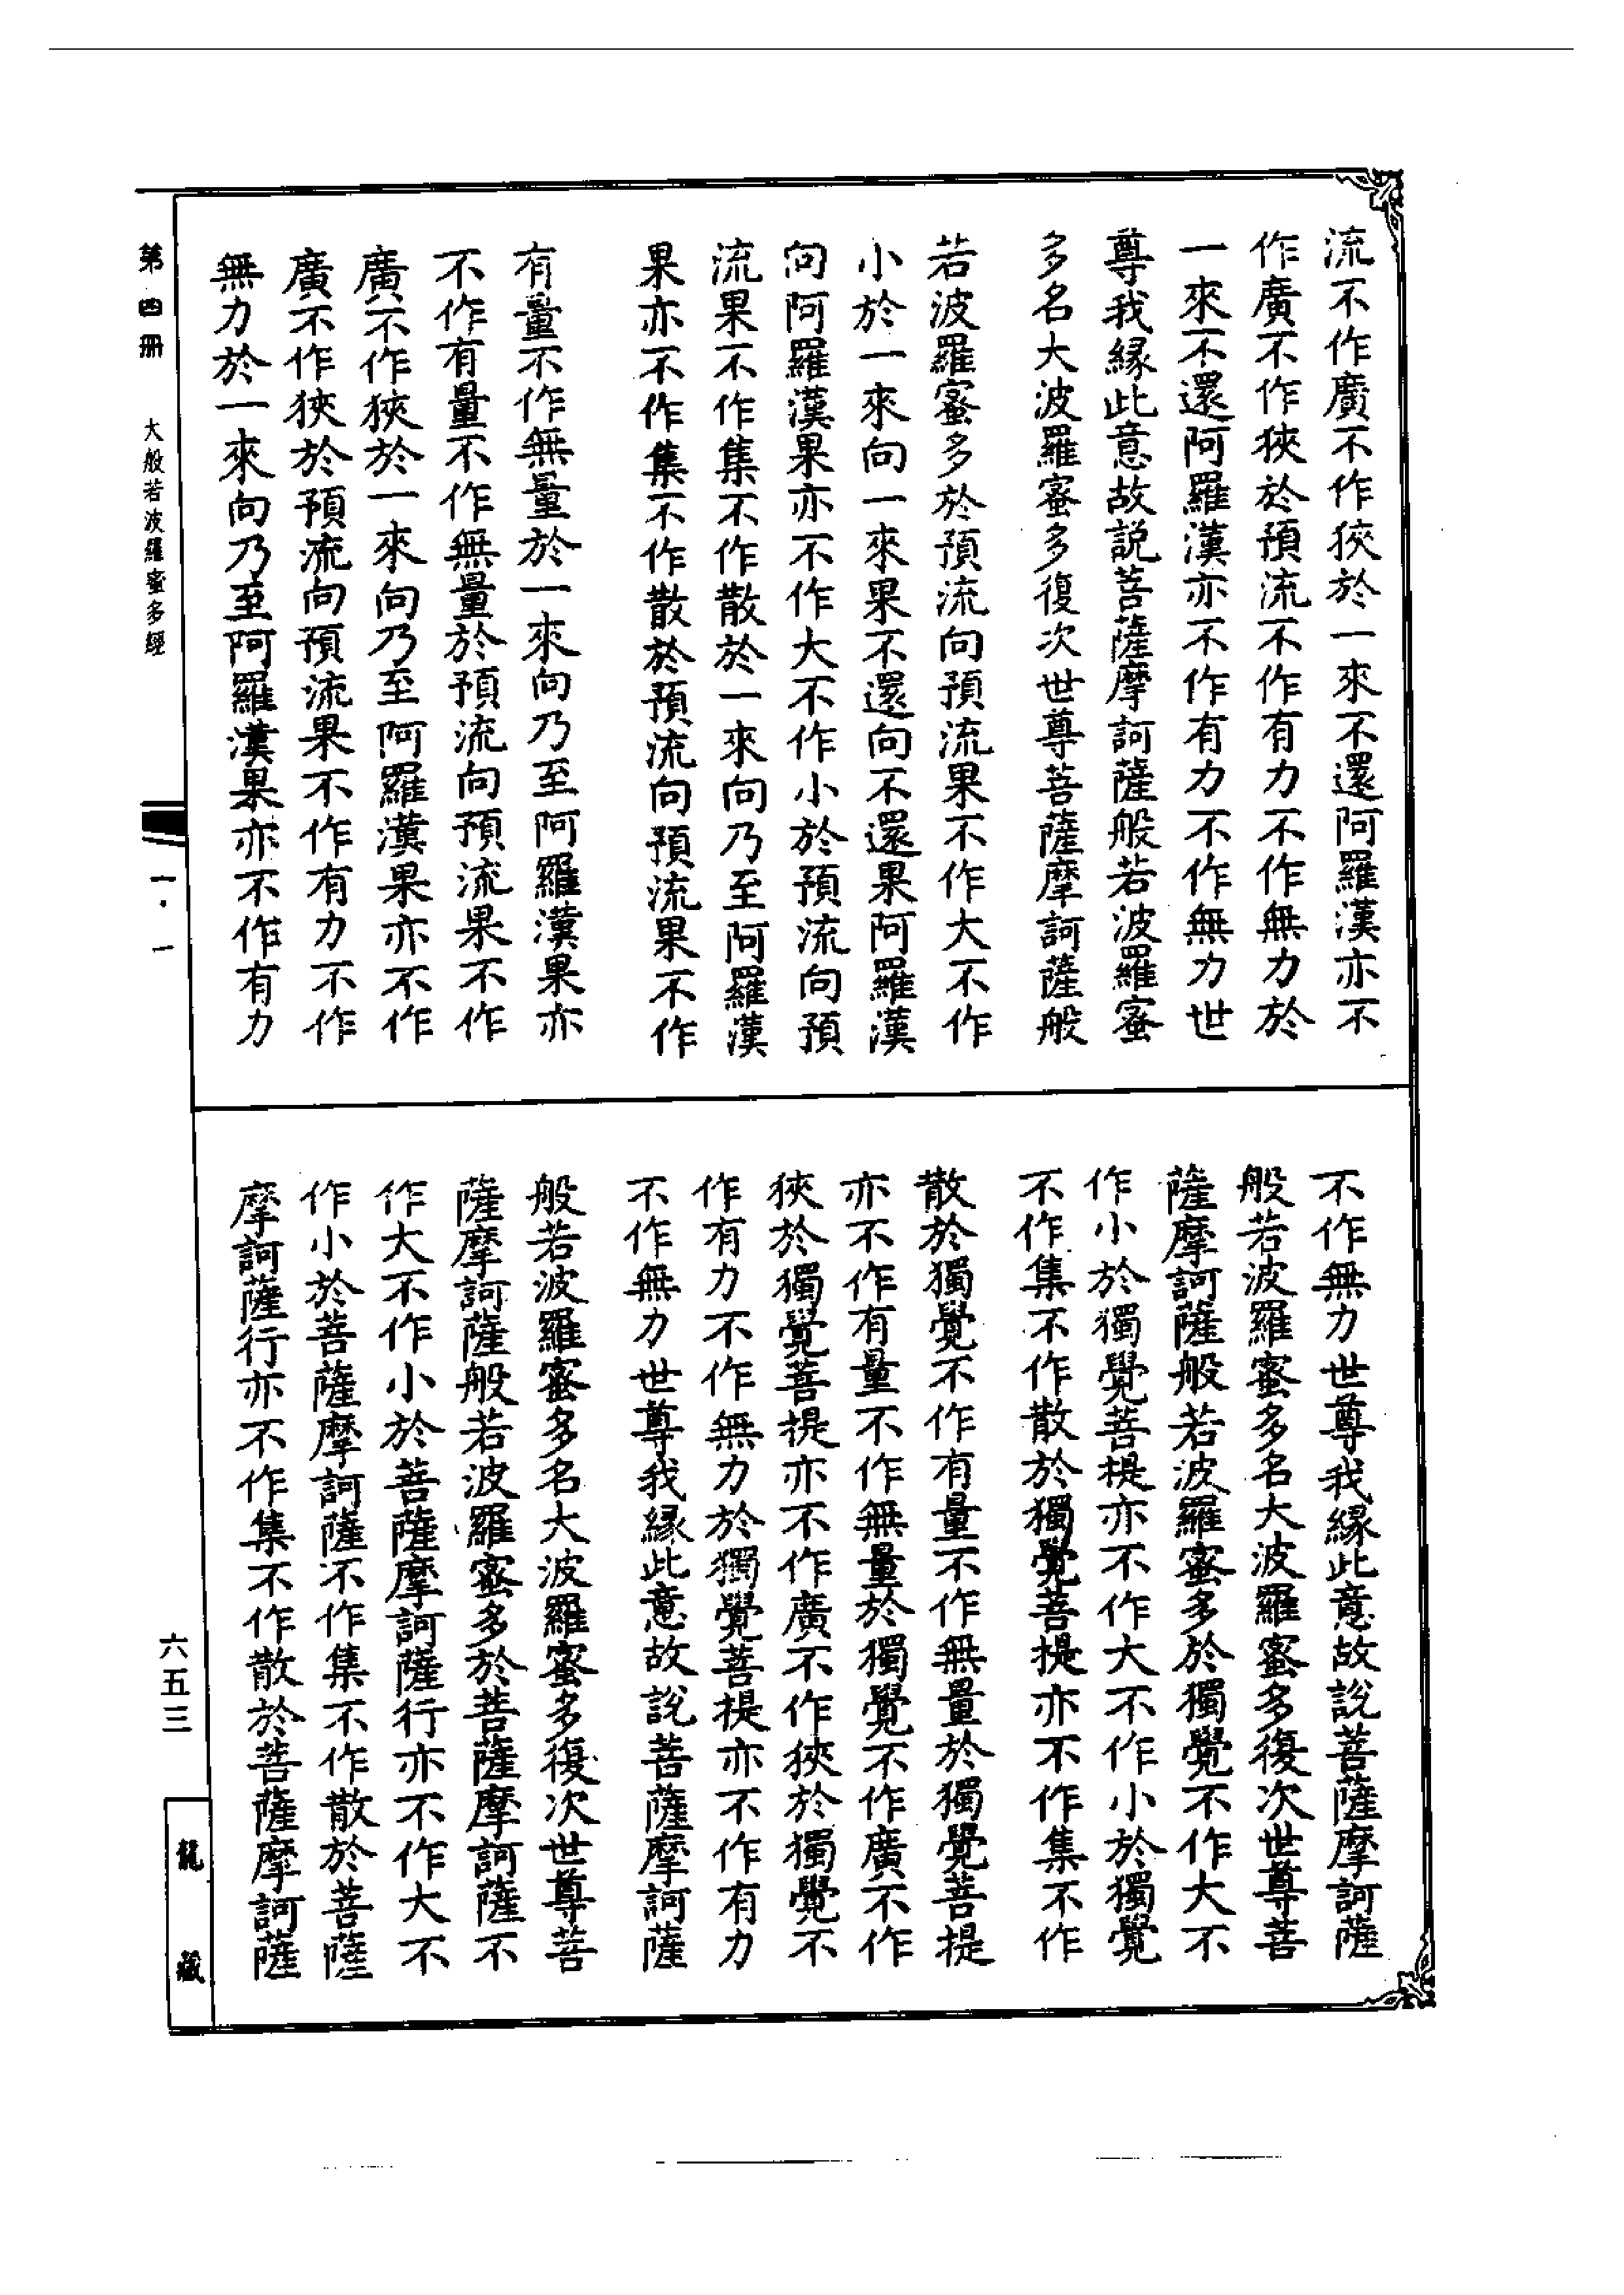 流不作廣不作狹於一來不還阿羅漢亦不
作廣不作狹於預流不作有力不作無力於
一來不還阿羅漢亦不作有力不作無力世
尊我緣此意故說菩薩摩訶薩般若波羅蜜
多名大波羅蜜多復次世尊菩薩摩訶薩般
若波羅蜜多於預流向預流果不作大不作
小於一來向一來果不還向不還果阿羅漢
向阿羅漢果亦不作大不作小於預流向預
流果不作集不作散於一來向乃至阿羅漢
果亦不作集不作散於預流向預流果不作
有量不作無量於一來向乃至阿羅漢果亦
不作有量不作無量於預流向預流果不作
廣不作狹於一來向乃至阿羅漢果亦不作
廣不作狹於預流向預流果不作有力不作
無力於一來向乃至阿羅漢果亦不作有力
不作無力世尊我緣此意故說菩薩摩訶薩
般若波羅蜜多名大波羅蜜多復次世尊菩
薩摩訶薩般若波羅蜜多於獨覺不作大不
作小於獨覺菩提亦不作大不作小於獨覺
不作集不作散於獨覺菩提亦不作集不作
散於獨覺不作有量不作無量於獨覺菩提
亦不作有量不作無量於獨覺不作廣不作
狹於獨覺菩提亦不作廣不作狹於獨覺不
作有力不作無力於獨覺菩提亦不作有力
不作無力世尊我緣此意故說菩薩摩訶薩
般若波羅蜜多名大波羅蜜多復次世尊菩
薩摩訶薩般若波羅蜜多於菩薩摩訶薩不
作大不作小於菩薩摩訶薩行亦不作大不
作小於菩薩摩訶薩不作集不作散於菩薩
摩訶薩行亦不作集不作散於菩薩摩訶薩
第四冊 大般若波羅蜜多經 一·一
六五三
龍藏